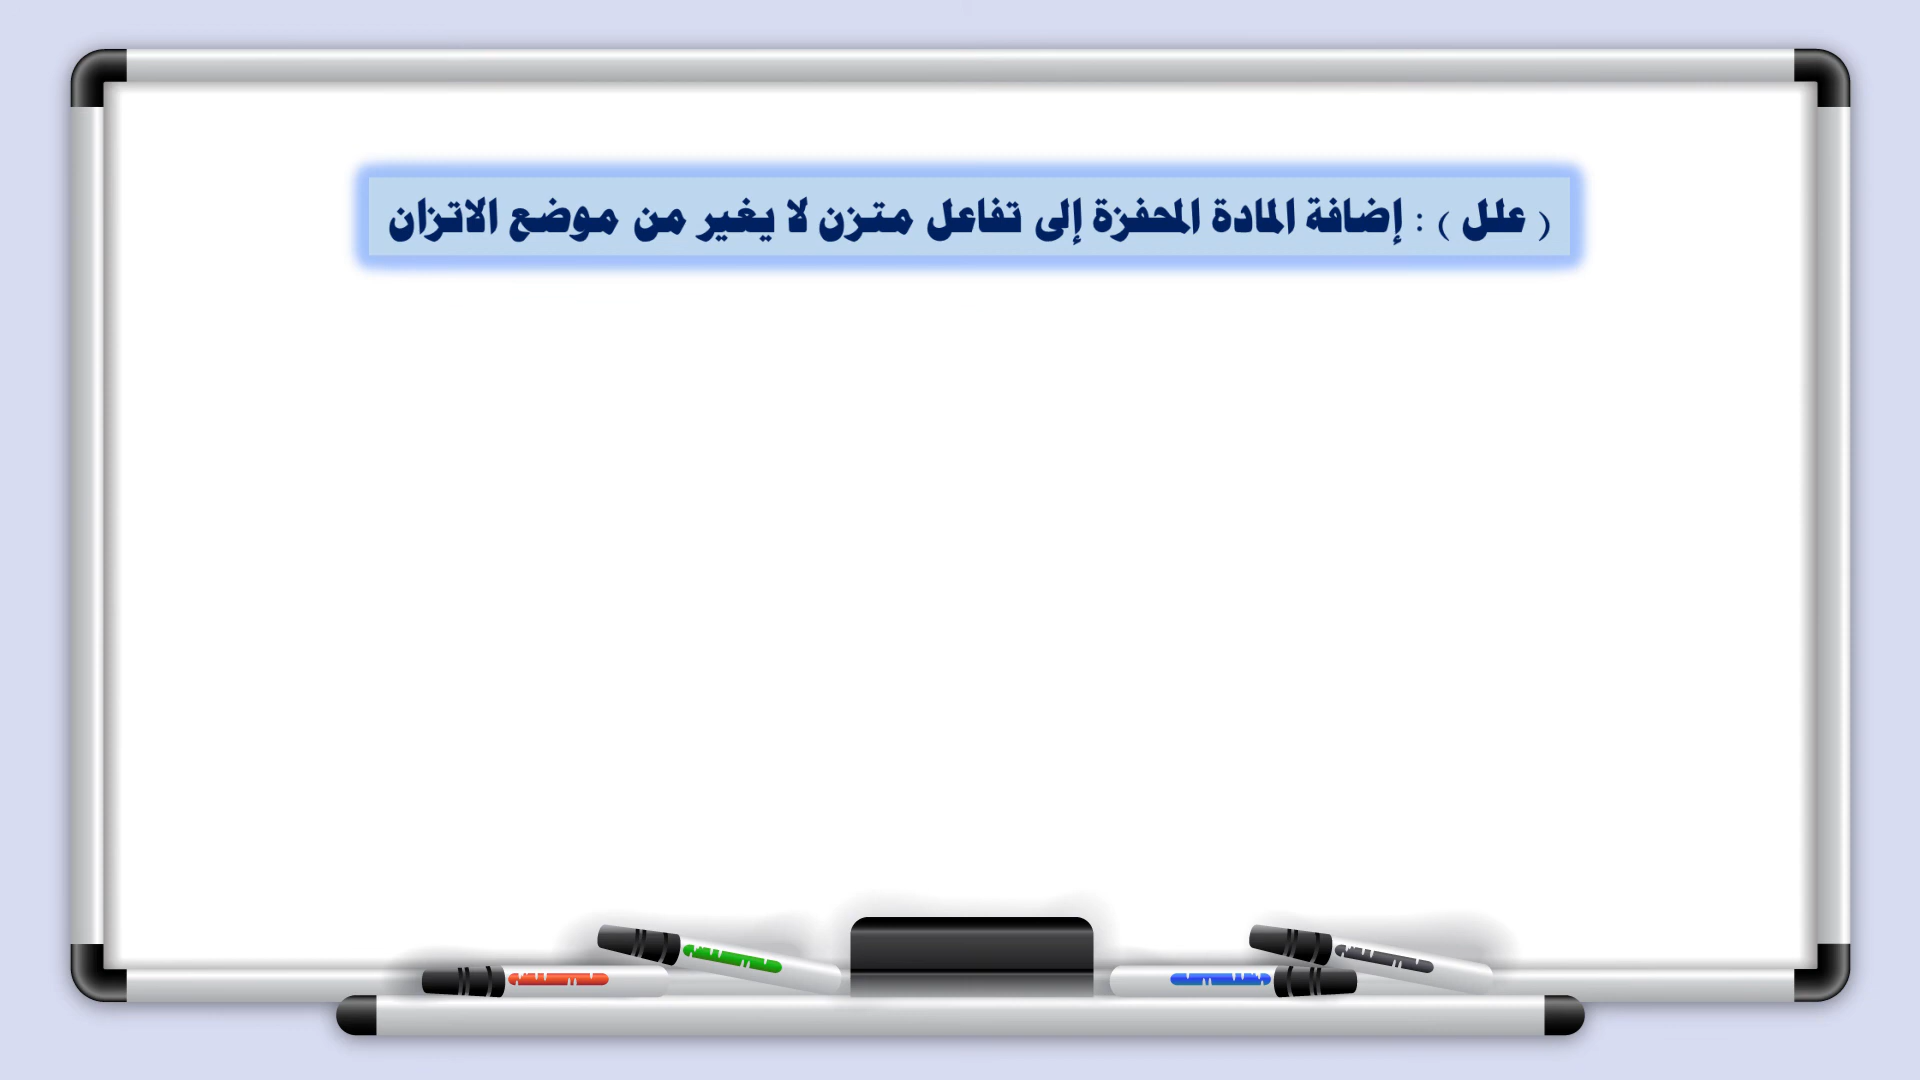 ( علل ) : إضافة المادة المحفزة إلى تفاعل متزن لا يغير من موضع الاتزان